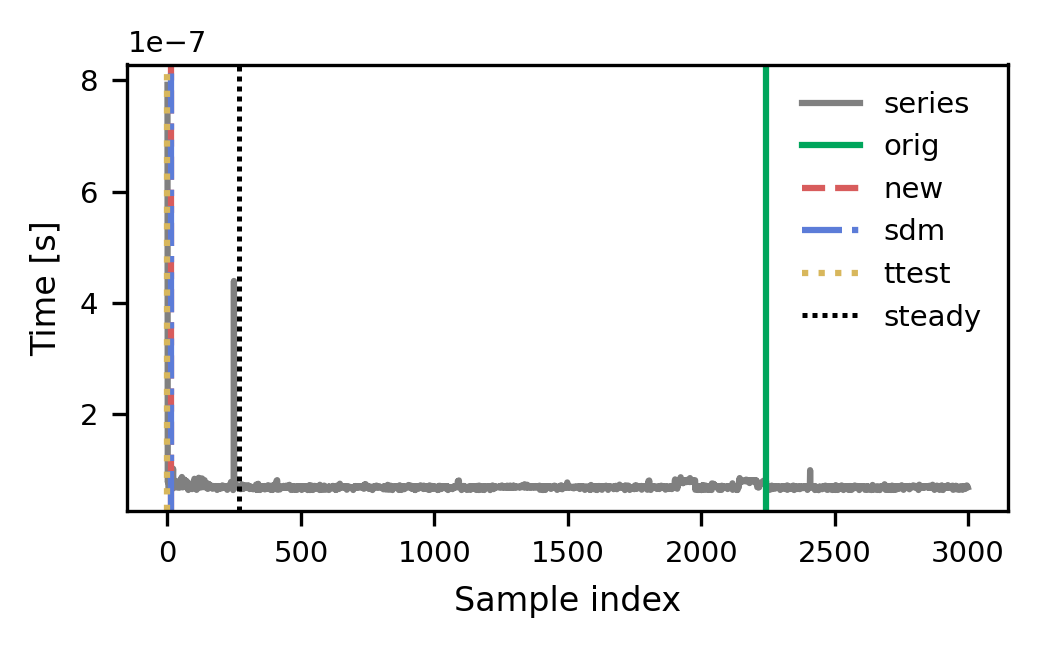 1e−7
8
6
4
2
Time [s]
series
orig
new
sdm
ttest
steady
0 500 1000 1500 2000 2500 3000
Sample index